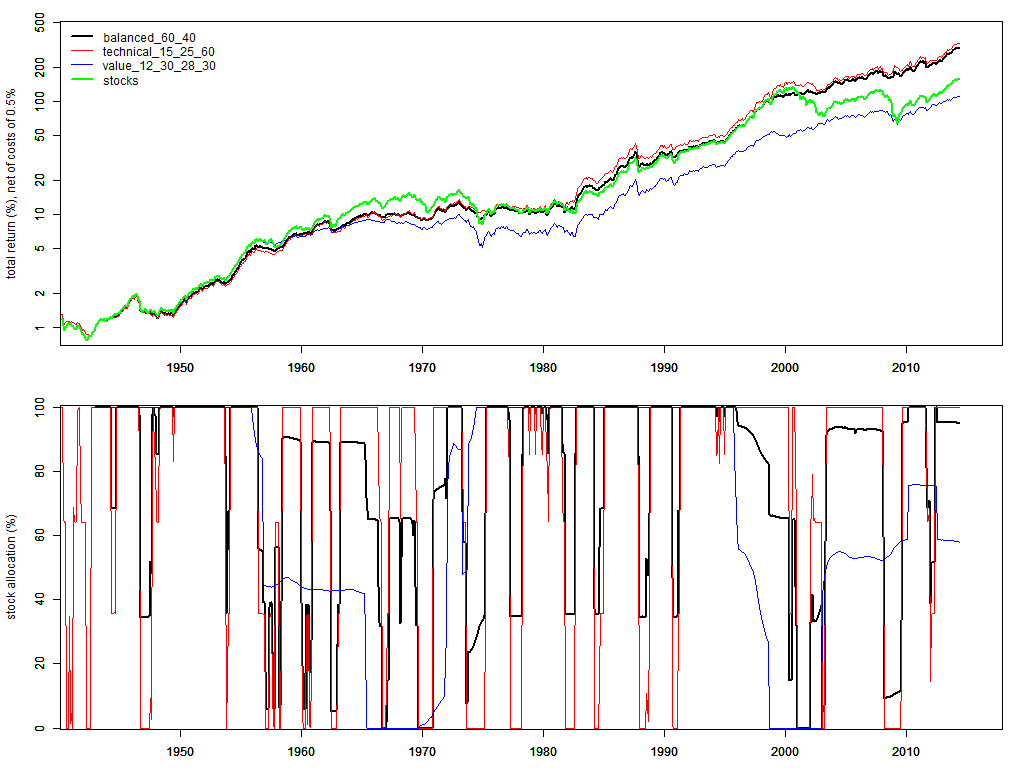 total return (%), net of costs of 0.5%
500
200
100
50
20
10
5
2
1
balanced_60_40
technical_15_25_60
value_12_30_28_30
stocks
1950 1960 1970 1980 1990 2000 2010
stock allocation (%)
100
80
60
40
20
0
1950 1960 1970 1980 1990 2000 2010